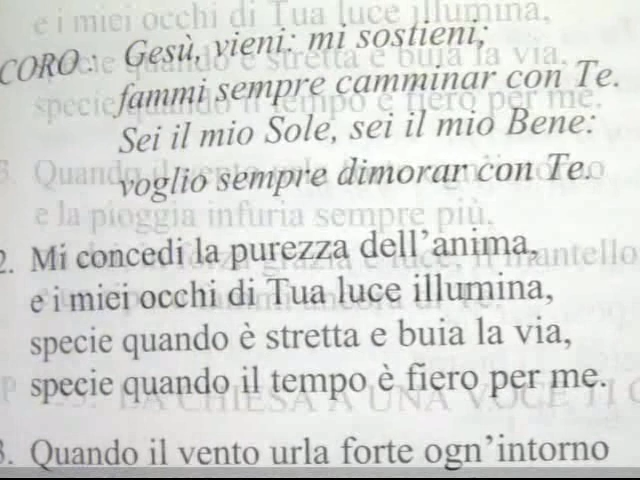 CORO: Gesù, vieni: mi sostieni;
fammi sempre camminar con Te.
Sei il mio Sole, sei il mio Bene:
voglio sempre dimorar con Te.
2. Mi concedi la purezza dell'anima,
e i miei occhi di Tua luce illumina,
specie quando è stretta e buia la via,
specie quando il tempo è fiero per me.
3. Quando il vento urla forte ogn'intorno